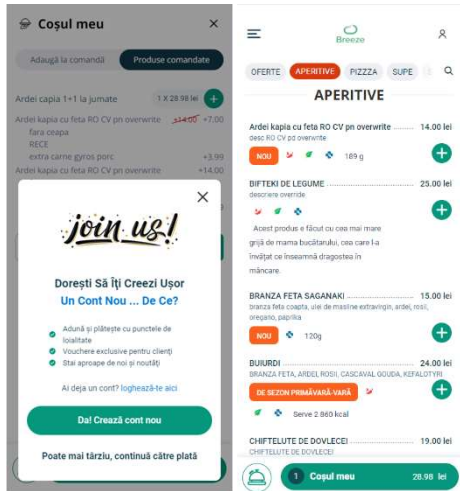 Coșul meu
Adaugă la comandă
Produse comandate
Ardei capia 1+1 la jumate
1 X 28.98 lei
Ardei kapia cu feta RO CV pn overwrite
+14.00 +7.00
fara ceapa
RECE
extra carne gyros porc
+3.99
Ardei kapia cu feta RO CV pn overwrite
+14.00
join us!
Dorești Să Îți Creezi Ușor
Un Cont Nou ... De Ce?
Adună și plătește cu punctele de
loialitate
Vouchere exclusive pentru clienți
Stai aproape de noi și noutăți
Ai deja un cont? loghează-te aici
Da! Crează cont nou
Poate mai târziu, continuă către plată
Breeze
OFERTE
APERITIVE
PIZZZA
SUPE
APERITIVE
Ardei kapia cu feta RO CV pn overwrite
14.00 lei
desc RO CV pd overwrite
NOU
189 g
BIFTEKI DE LEGUME
25.00 lei
descriere override
Acest produs e făcut cu cea mai mare
grijă de mama bucătarului, cea care l-a
învățat ce înseamnă dragostea în
mâncare.
BRANZA FETA SAGANAKI
15.00 lei
branza feta coapta, ulei de masline extravirgin, ardei, rosii,
oregano, paprika
NOU
120g
BUIURDI
24.00 lei
BRANZA FETA, ARDEI, ROSII, CASCAVAL GOUDA, KEFALOTYRI
DE SEZON PRIMĂVARĂ-VARĂ
Serve 2 860 kcal
CHIFTELUTE DE DOVLECEI
19.00 lei
CHIFTELUTE DE DOVLECEI
1
Coșul meu
28.98 lei